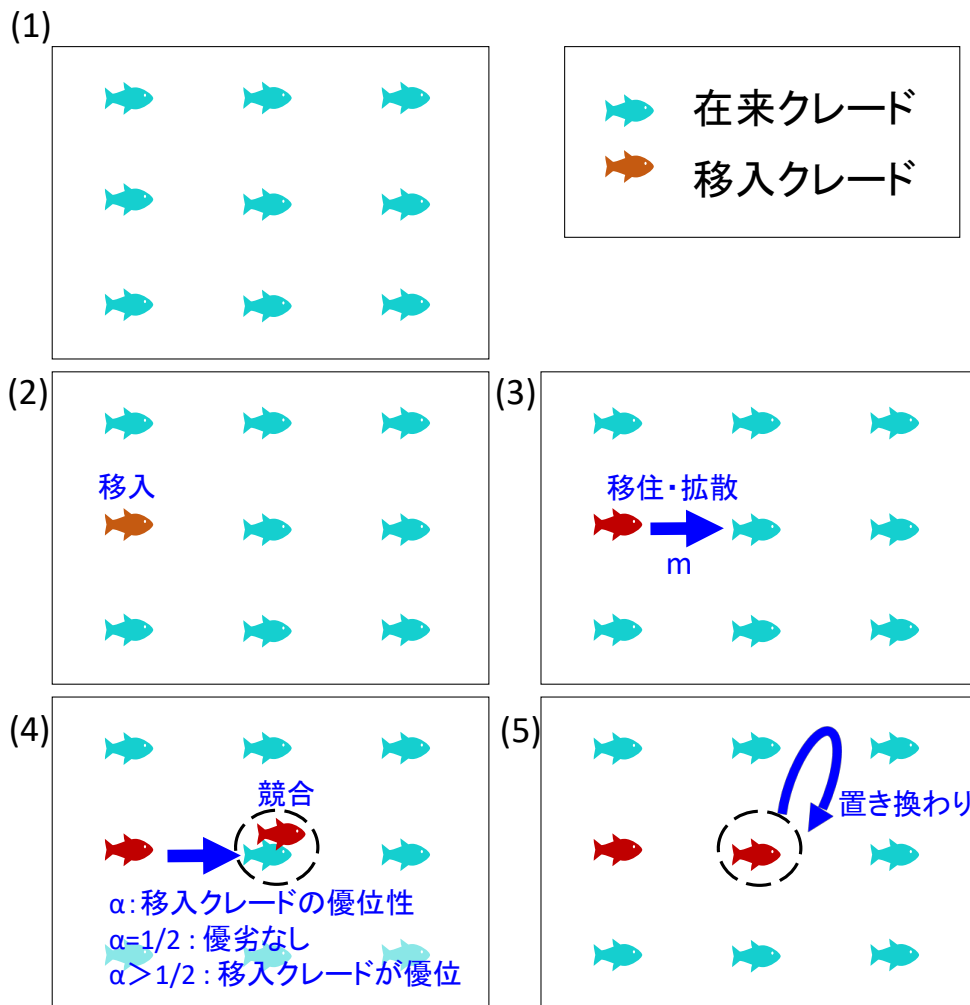 (1)
在来クレード
移入クレード
(2)
移入
(3)
移住・拡散
m
(4)
競合
α:移入クレードの優位性
α=1/2 : 優劣なし
α＞1/2 : 移入クレードが優位
(5)
置き換わり